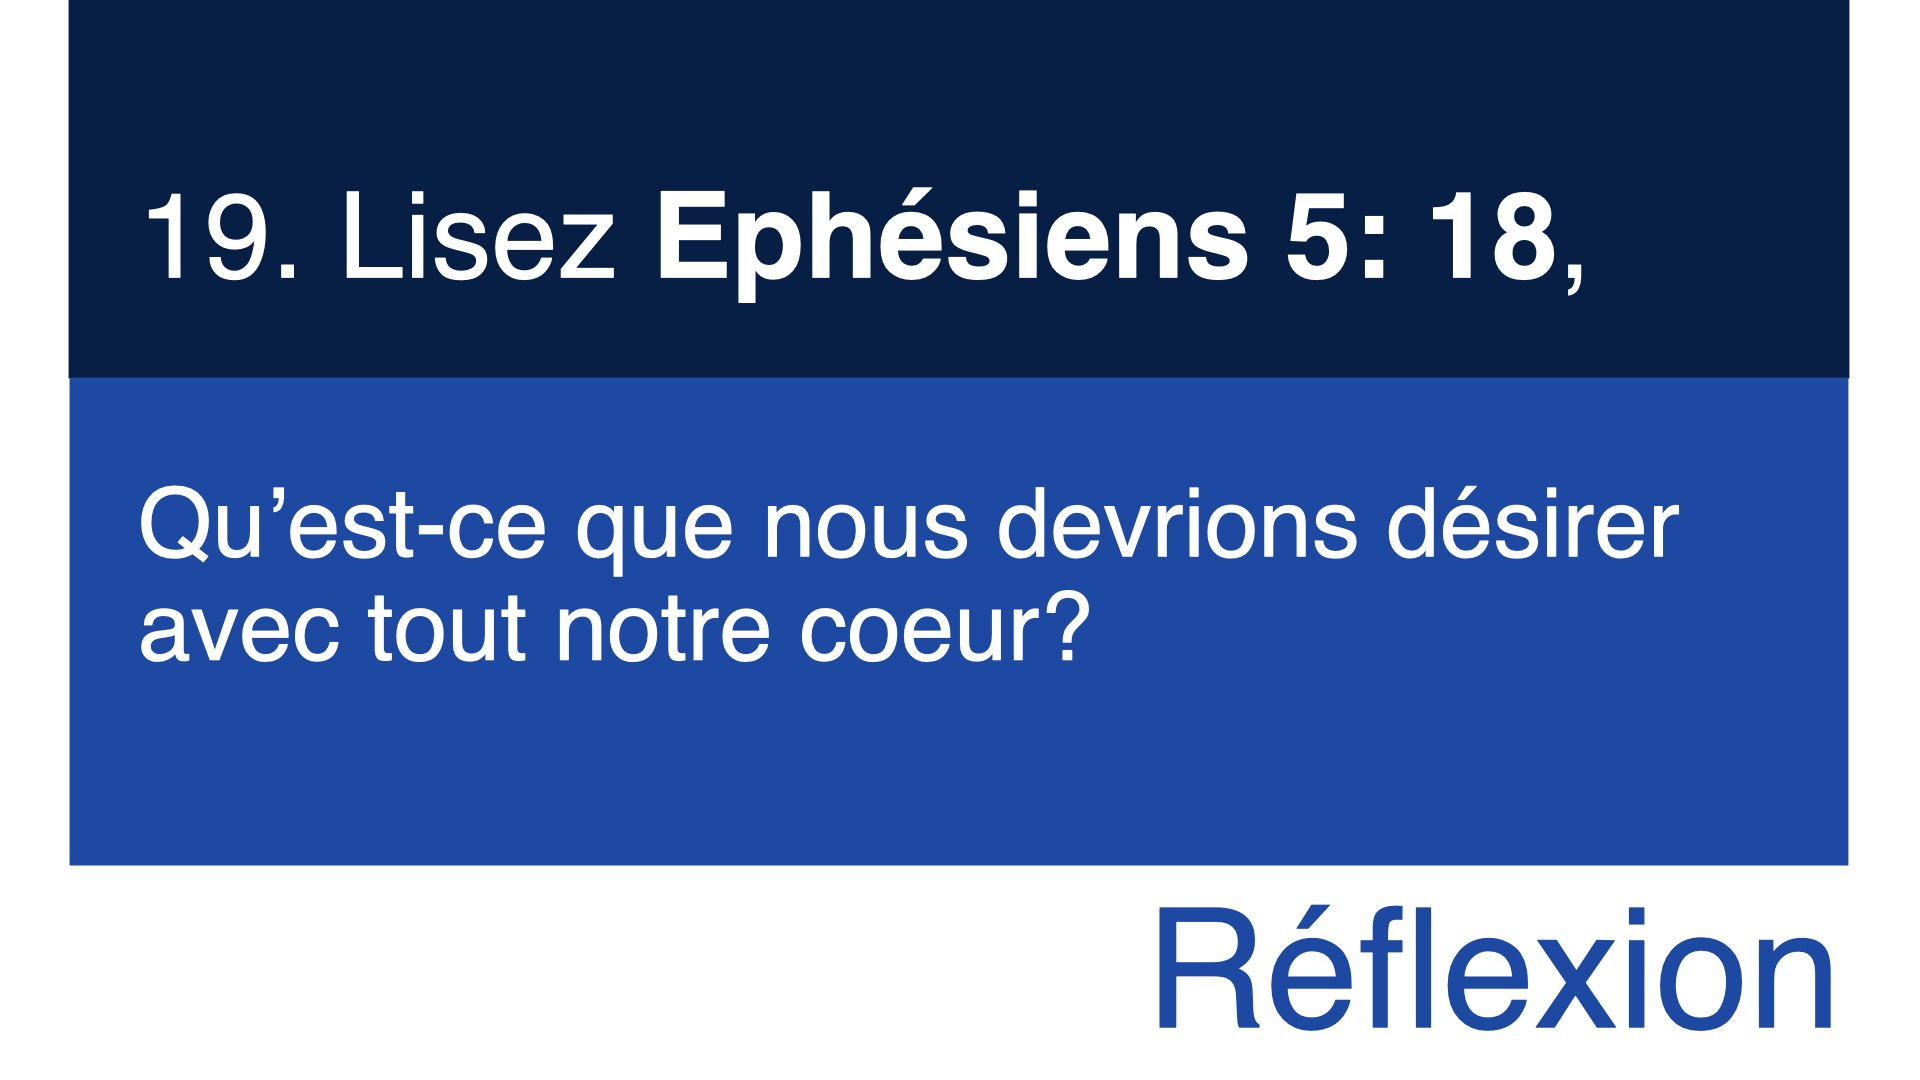 19. Lisez Ephésiens 5: 18,
Qu’est-ce que nous devrions désirer
avec tout notre coeur?
Réflexion